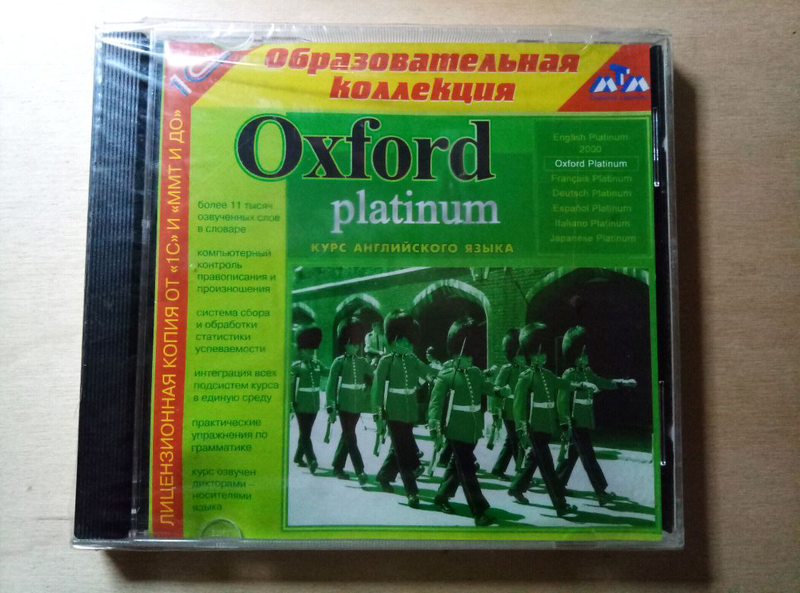 1С
Образовательная
коллекция
МТМ
ЛИЦЕНЗИОННАЯ КОПИЯ ОТ «1С» И «ММТ И ДО»
Oxford
platinum
КУРС АНГЛИЙСКОГО ЯЗЫКА
English Platinum
2000
Oxford Platinum
Français Platinum
Deutsch Platinum
Español Platinum
Italiano Platinum
Japanese Platinum
более 11 тысяч
озвученных слов
в словаре
компьютерный
контроль
правописания и
произношения
система сбора
и обработки
статистики
успеваемости
интеграция всех
подсистем курса
в единую среду
практические
упражнения по
грамматике
курс озвучен
дикторами –
носителями
языка